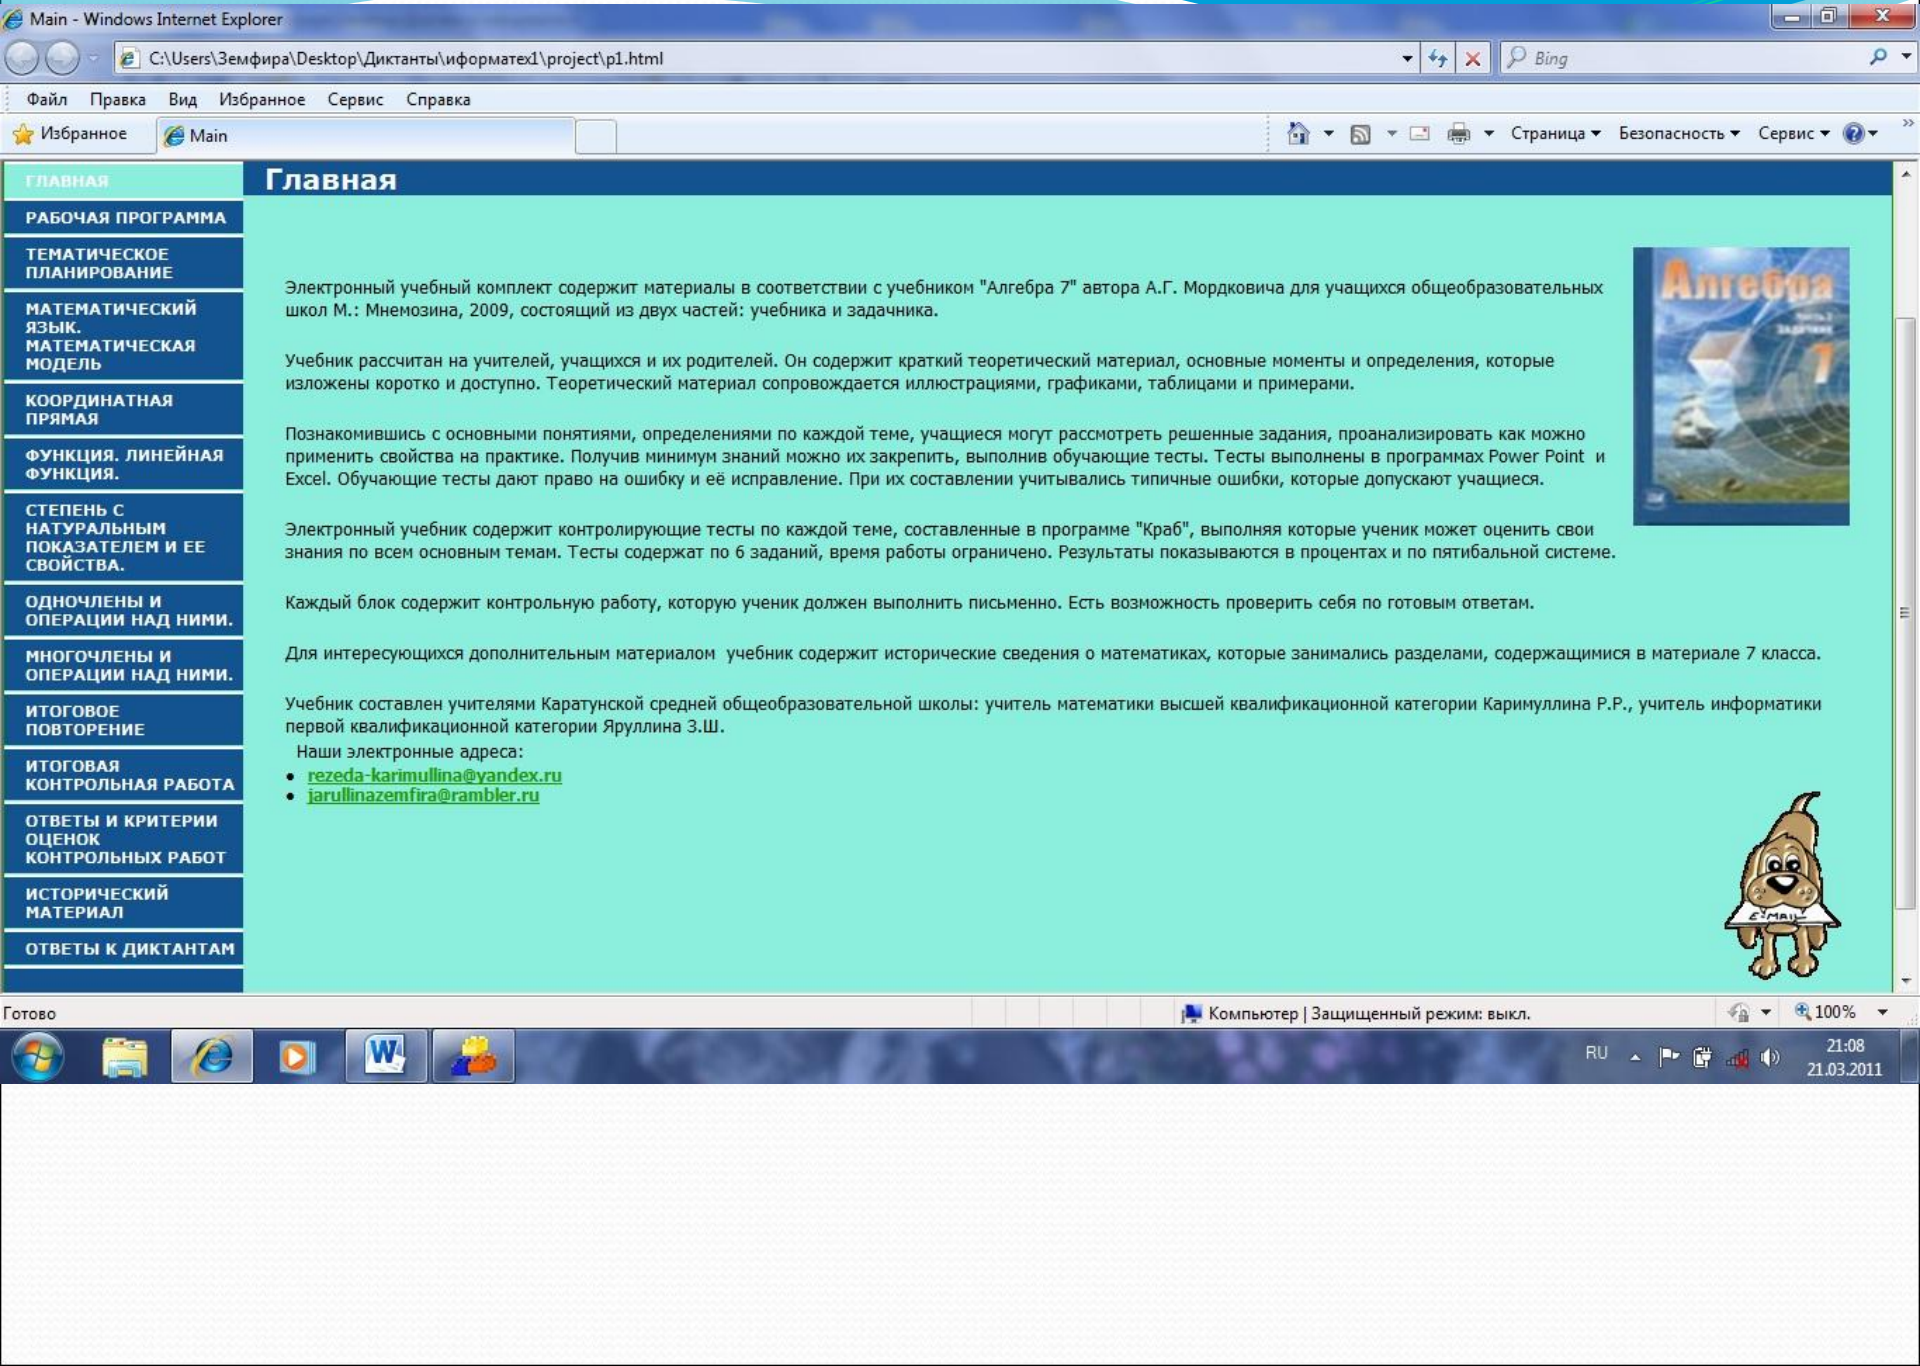 Main - Windows Internet Explorer
C:\Users\Земфира\Desktop\Диктанты\иформатех1\project\p1.html
Bing
Файл Правка Вид Избранное Сервис Справка
Избранное Main Страница Безопасность Сервис
ГЛАВНАЯ
РАБОЧАЯ ПРОГРАММА
ТЕМАТИЧЕСКОЕ
ПЛАНИРОВАНИЕ
МАТЕМАТИЧЕСКИЙ
ЯЗЫК.
МАТЕМАТИЧЕСКАЯ
МОДЕЛЬ
КООРДИНАТНАЯ
ПРЯМАЯ
ФУНКЦИЯ. ЛИНЕЙНАЯ
ФУНКЦИЯ.
СТЕПЕНЬ С
НАТУРАЛЬНЫМ
ПОКАЗАТЕЛЕМ И ЕЕ
СВОЙСТВА.
ОДНОЧЛЕНЫ И
ОПЕРАЦИИ НАД НИМИ.
МНОГОЧЛЕНЫ И
ОПЕРАЦИИ НАД НИМИ.
ИТОГОВОЕ
ПОВТОРЕНИЕ
ИТОГОВАЯ
КОНТРОЛЬНАЯ РАБОТА
ОТВЕТЫ И КРИТЕРИИ
ОЦЕНОК
КОНТРОЛЬНЫХ РАБОТ
ИСТОРИЧЕСКИЙ
МАТЕРИАЛ
ОТВЕТЫ К ДИКТАНТАМ
Главная
Электронный учебный комплект содержит материалы в соответствии с учебником "Алгебра 7" автора А.Г. Мордковича для учащихся общеобразовательных
школ М.: Мнемозина, 2009, состоящий из двух частей: учебника и задачника.
Учебник рассчитан на учителей, учащихся и их родителей. Он содержит краткий теоретический материал, основные моменты и определения, которые
изложены коротко и доступно. Теоретический материал сопровождается иллюстрациями, графиками, таблицами и примерами.
Познакомившись с основными понятиями, определениями по каждой теме, учащиеся могут рассмотреть решенные задания, проанализировать как можно
применить свойства на практике. Получив минимум знаний можно их закрепить, выполнив обучающие тесты. Тесты выполнены в программах Power Point и
Excel. Обучающие тесты дают право на ошибку и её исправление. При их составлении учитывались типичные ошибки, которые допускают учащиеся.
Электронный учебник содержит контролирующие тесты по каждой теме, составленные в программе "Краб", выполняя которые ученик может оценить свои
знания по всем основным темам. Тесты содержат по 6 заданий, время работы ограничено. Результаты показываются в процентах и по пятибальной системе.
Каждый блок содержит контрольную работу, которую ученик должен выполнить письменно. Есть возможность проверить себя по готовым ответам.
Для интересующихся дополнительным материалом учебник содержит исторические сведения о математиках, которые занимались разделами, содержащимися в материале 7 класса.
Учебник составлен учителями Каратунской средней общеобразовательной школы: учитель математики высшей квалификационной категории Каримуллина Р.Р., учитель информатики
первой квалификационной категории Яруллина З.Ш.
Наши электронные адреса:
rezeda-karimullina@yandex.ru
jarullinazemfira@rambler.ru
Алгебра
Задачник
7
E-MAIL
Готово
Компьютер | Защищенный режим: выкл.
100%
W
RU
21:08
21.03.2011